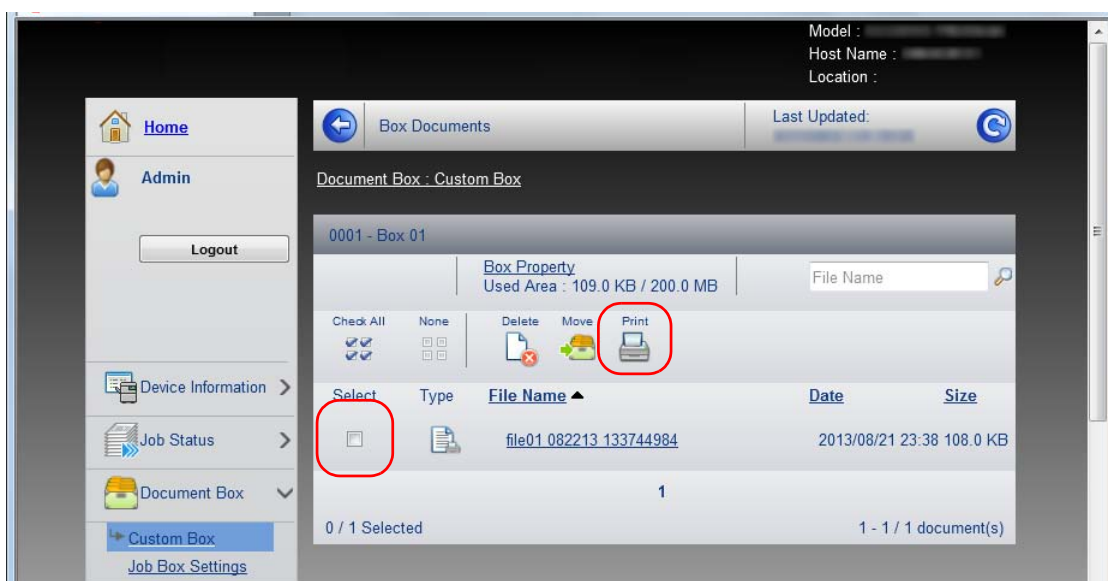 Model :
Host Name :
Location :
Home
Box Documents
Last Updated:
Admin
Document Box : Custom Box
Logout
0001 - Box 01
Box Property
Used Area : 109.0 KB / 200.0 MB
File Name
Check All None Delete Move Print
Device Information
Select Type File Name Date Size
Job Status
file01 082213 133744984 2013/08/21 23:38 108.0 KB
Document Box
1
Custom Box
0 / 1 Selected 1 - 1 / 1 document(s)
Job Box Settings